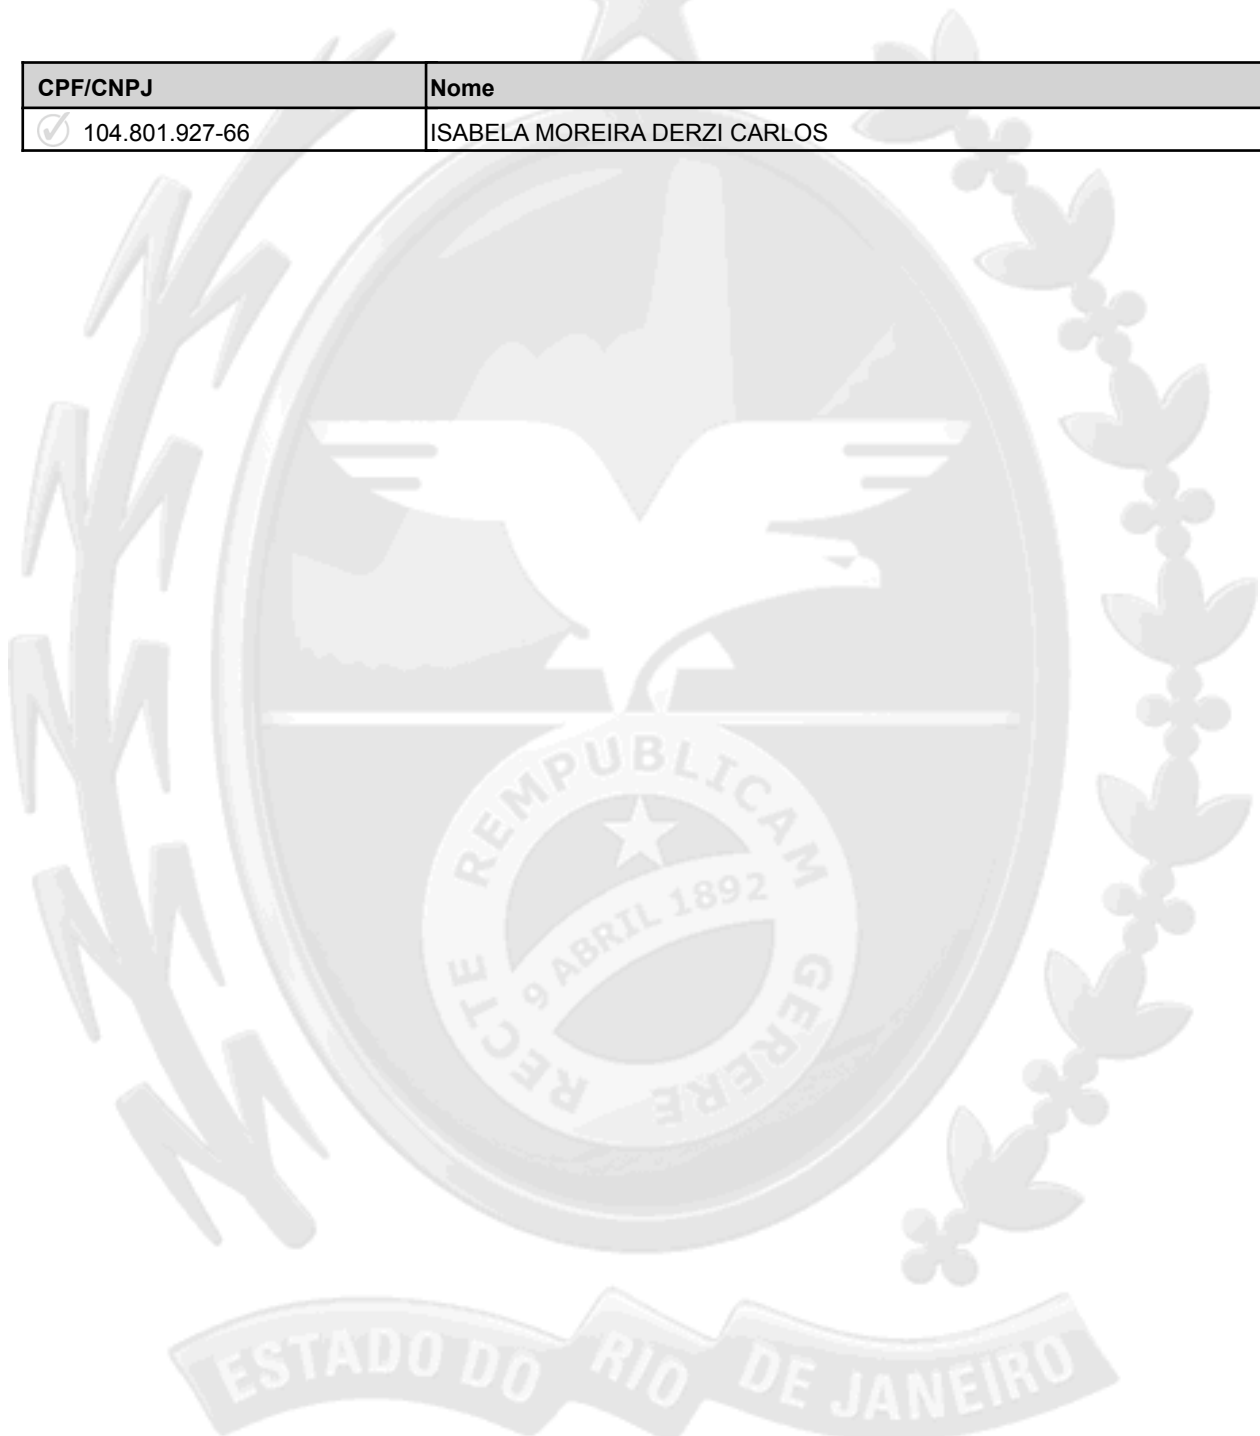 CPF/CNPJ Nome
104.801.927-66 ISABELA MOREIRA DERZI CARLOS
REMPUBLICAM
9 ABRIL 1892
RECTE GERERE
ESTADO DO RIO DE JANEIRO